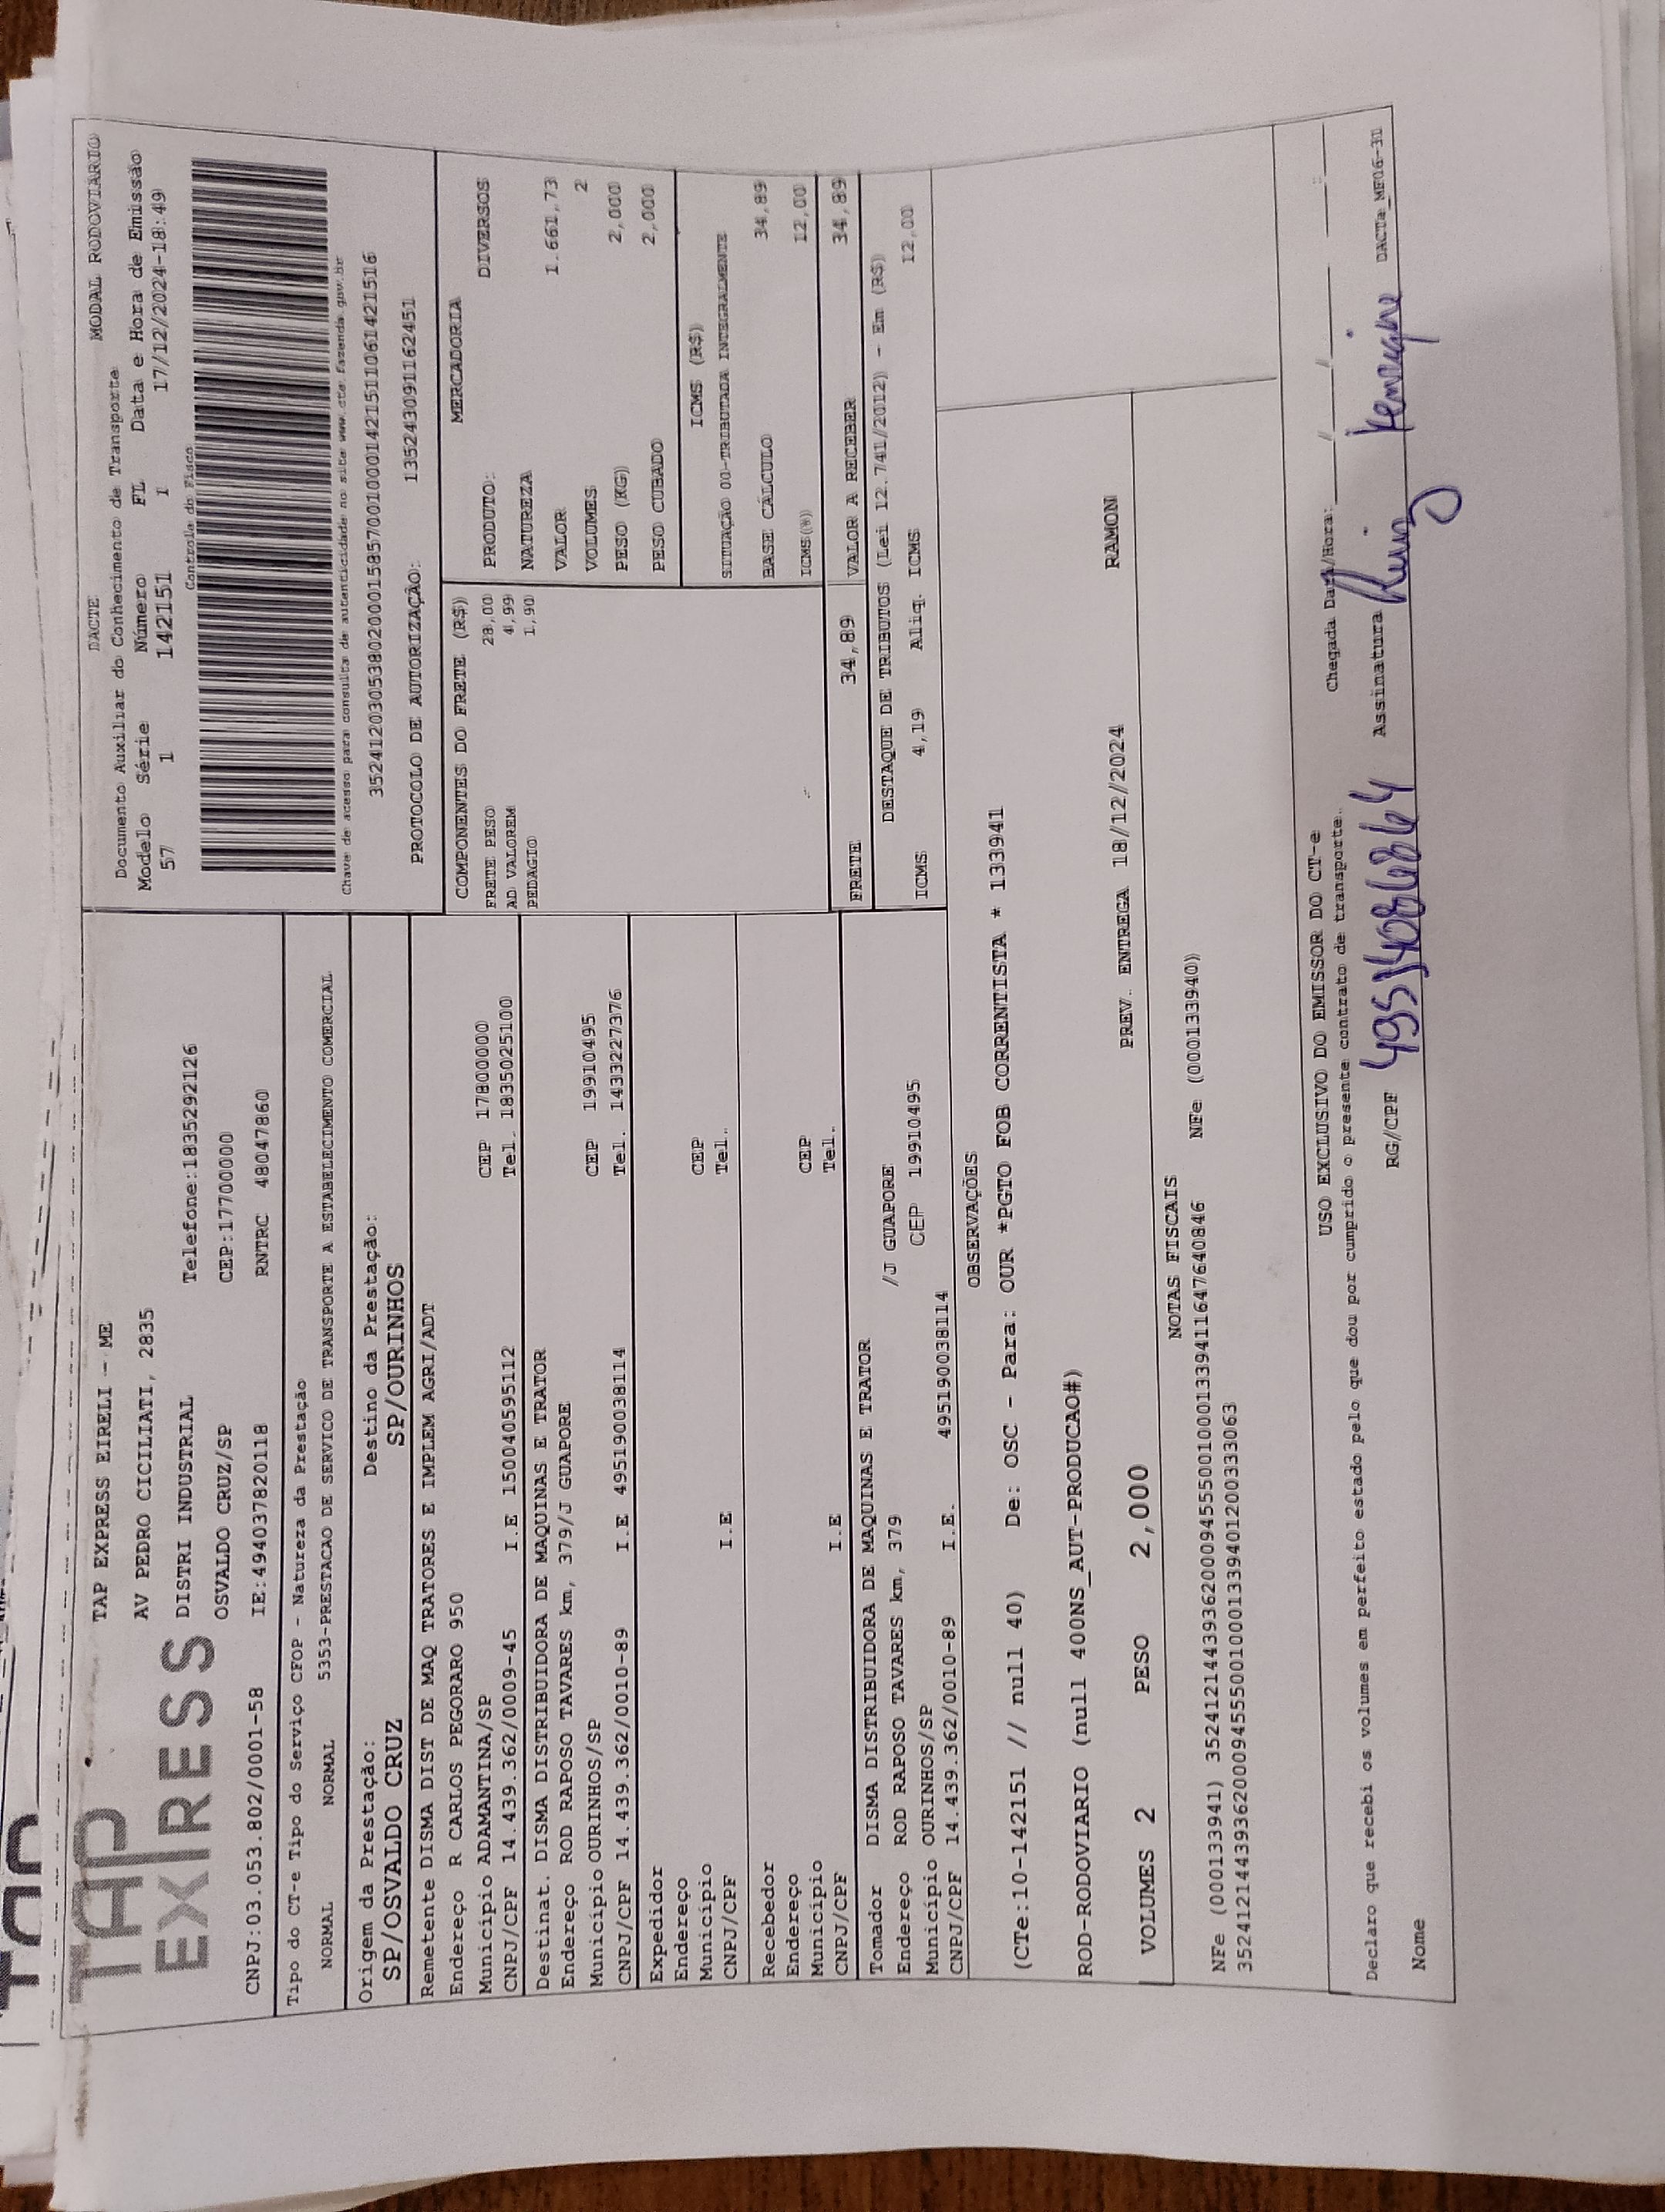 TAP
EXPRESS
TAP EXPRESS EIRELI - ME
AV PEDRO CICILIATI, 2835
DISTRI INDUSTRIAL Telefone:1835292126
OSVALDO CRUZ/SP CEP:17700000
CNPJ:03.053.802/0001-58 IE:494037820118 RNTRC 48047860
DACTE MODAL RODOVIARIO
Documento Auxiliar do Conhecimento de Transporte
Modelo Série Número FL Data e Hora de Emissão
57 1 142151 1 17/12/2024-18:49
Controle do Fisco
Chave de acesso para consulta de autenticidade no site www.cte.fazenda.gov.br
35241203053802000158570010001421511061421516
PROTOCOLO DE AUTORIZAÇÃO: 135243091162451
Tipo do CT-e Tipo do Serviço CFOP - Natureza da Prestação
NORMAL NORMAL 5353-PRESTACAO DE SERVICO DE TRANSPORTE A ESTABELECIMENTO COMERCIAL
Origem da Prestação: Destino da Prestação:
SP/OSVALDO CRUZ SP/OURINHOS
Remetente DISMA DIST DE MAQ TRATORES E IMPLEM AGRI/ADT
Endereço R CARLOS PEGORARO 950
Município ADAMANTINA/SP CEP 17800000
CNPJ/CPF 14.439.362/0009-45 I.E 150040595112 Tel. 1835025100
Destinat. DISMA DISTRIBUIDORA DE MAQUINAS E TRATOR
Endereço ROD RAPOSO TAVARES km, 379/J GUAPORE
Município OURINHOS/SP CEP 19910495
CNPJ/CPF 14.439.362/0010-89 I.E 495190038114 Tel. 1433227376
Expedidor
Endereço
Município CEP
CNPJ/CPF I.E Tel.
Recebedor
Endereço
Município CEP
CNPJ/CPF I.E Tel.
Tomador DISMA DISTRIBUIDORA DE MAQUINAS E TRATOR
Endereço ROD RAPOSO TAVARES km, 379 /J GUAPORE
Município OURINHOS/SP CEP 19910495
CNPJ/CPF 14.439.362/0010-89 I.E. 495190038114
COMPONENTES DO FRETE (R$)
FRETE PESO 28,00
AD VALOREM 4,99
PEDAGIO 1,90
MERCADORIA
PRODUTO: DIVERSOS
NATUREZA
VALOR 1.661,73
VOLUMES 2
PESO (KG) 2,000
PESO CUBADO 2,000
ICMS (R$)
SITUAÇÃO 00-TRIBUTADA INTEGRALMENTE
BASE CÁLCULO 34,89
ICMS(%) 12,00
FRETE 34,89 VALOR A RECEBER 34,89
DESTAQUE DE TRIBUTOS (Lei 12.741/2012) - Em (R$)
ICMS 4,19 Aliq. ICMS 12,00
OBSERVAÇÕES
(CTe:10-142151 // null 40) De: OSC - Para: OUR *PGTO FOB CORRENTISTA * 133941
ROD-RODOVIARIO (null 400NS_AUT-PRODUCAO#)
VOLUMES 2 PESO 2,000 PREV. ENTREGA 18/12/2024 RAMON
NOTAS FISCAIS
NFe (000133941) 35241214439362000945550010001339411647640846 NFe (000133940)
35241214439362000945550010001339401200333063
USO EXCLUSIVO DO EMISSOR DO CT-e
Declaro que recebi os volumes em perfeito estado pelo que dou por cumprido o presente contrato de transporte.
Chegada Data/Hora: ____/____/____ ____:____
Nome RG/CPF Assinatura DACTe_MF06-31